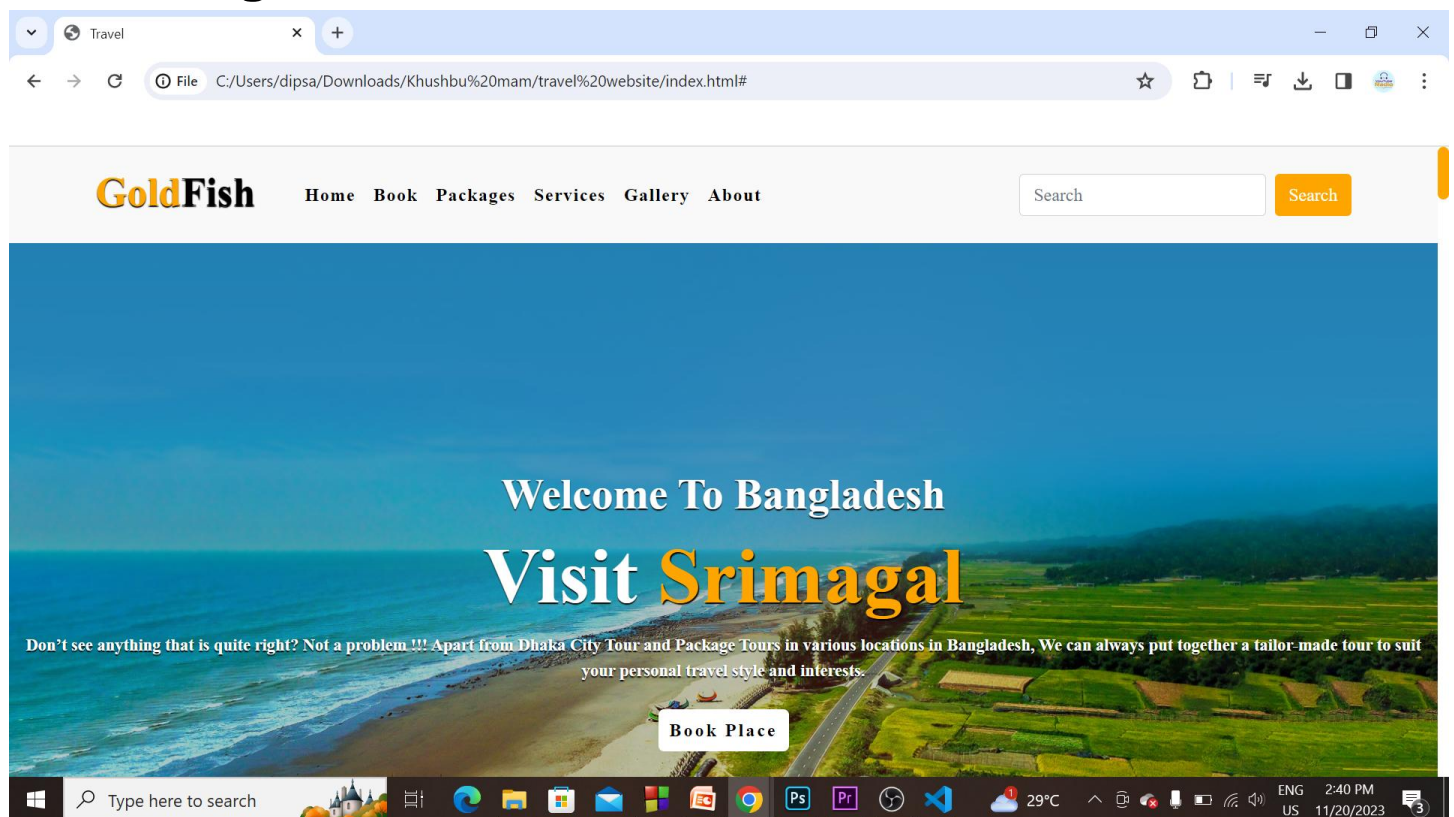 Travel
File C:/Users/dipsa/Downloads/Khushbu%20mam/travel%20website/index.html#
GoldFish Home Book Packages Services Gallery About Search Search
Welcome To Bangladesh
Visit Srimagal
Don’t see anything that is quite right? Not a problem !!! Apart from Dhaka City Tour and Package Tours in various locations in Bangladesh, We can always put together a tailor-made tour to suit
your personal travel style and interests.
Book Place
Type here to search Ps Pr 1 29°C ENG 2:40 PM
US 11/20/2023 3